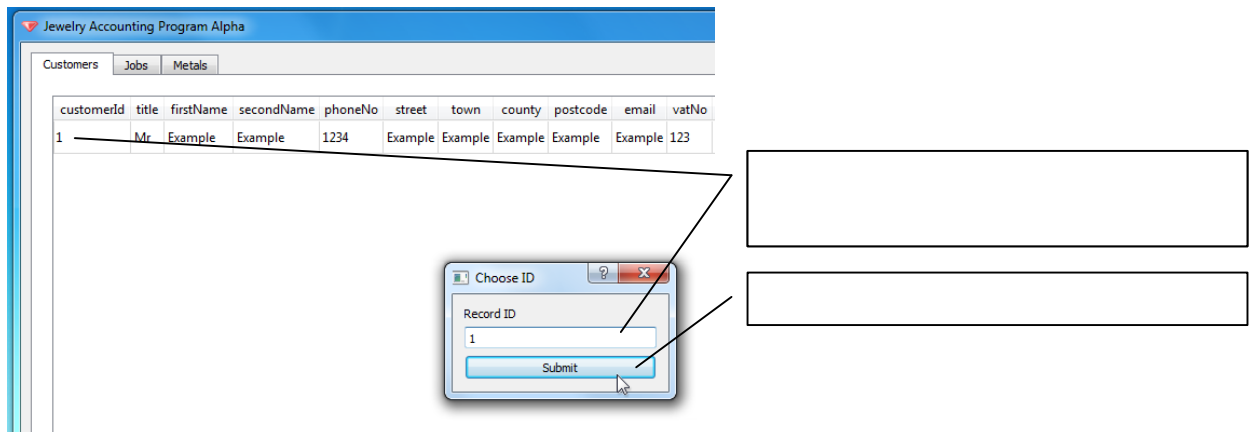 Jewelry Accounting Program Alpha
Customers Jobs Metals
customerId title firstName secondName phoneNo street town county postcode email vatNo
1 Mr Example Example 1234 Example Example Example Example Example 123
Choose ID ?
Record ID
1
Submit